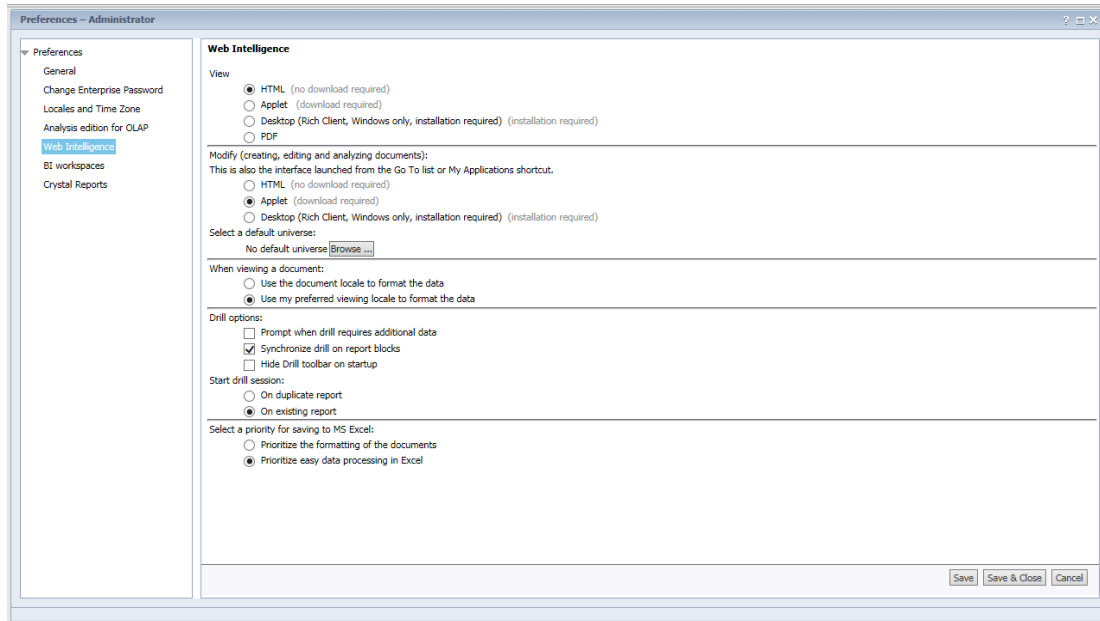 Preferences – Administrator
?
Preferences
General
Change Enterprise Password
Locales and Time Zone
Analysis edition for OLAP
Web Intelligence
BI workspaces
Crystal Reports
Web Intelligence
View
HTML (no download required)
Applet (download required)
Desktop (Rich Client, Windows only, installation required) (installation required)
PDF
Modify (creating, editing and analyzing documents):
This is also the interface launched from the Go To list or My Applications shortcut.
HTML (no download required)
Applet (download required)
Desktop (Rich Client, Windows only, installation required) (installation required)
Select a default universe:
No default universe Browse ...
When viewing a document:
Use the document locale to format the data
Use my preferred viewing locale to format the data
Drill options:
Prompt when drill requires additional data
Synchronize drill on report blocks
Hide Drill toolbar on startup
Start drill session:
On duplicate report
On existing report
Select a priority for saving to MS Excel:
Prioritize the formatting of the documents
Prioritize easy data processing in Excel
Save Save & Close Cancel